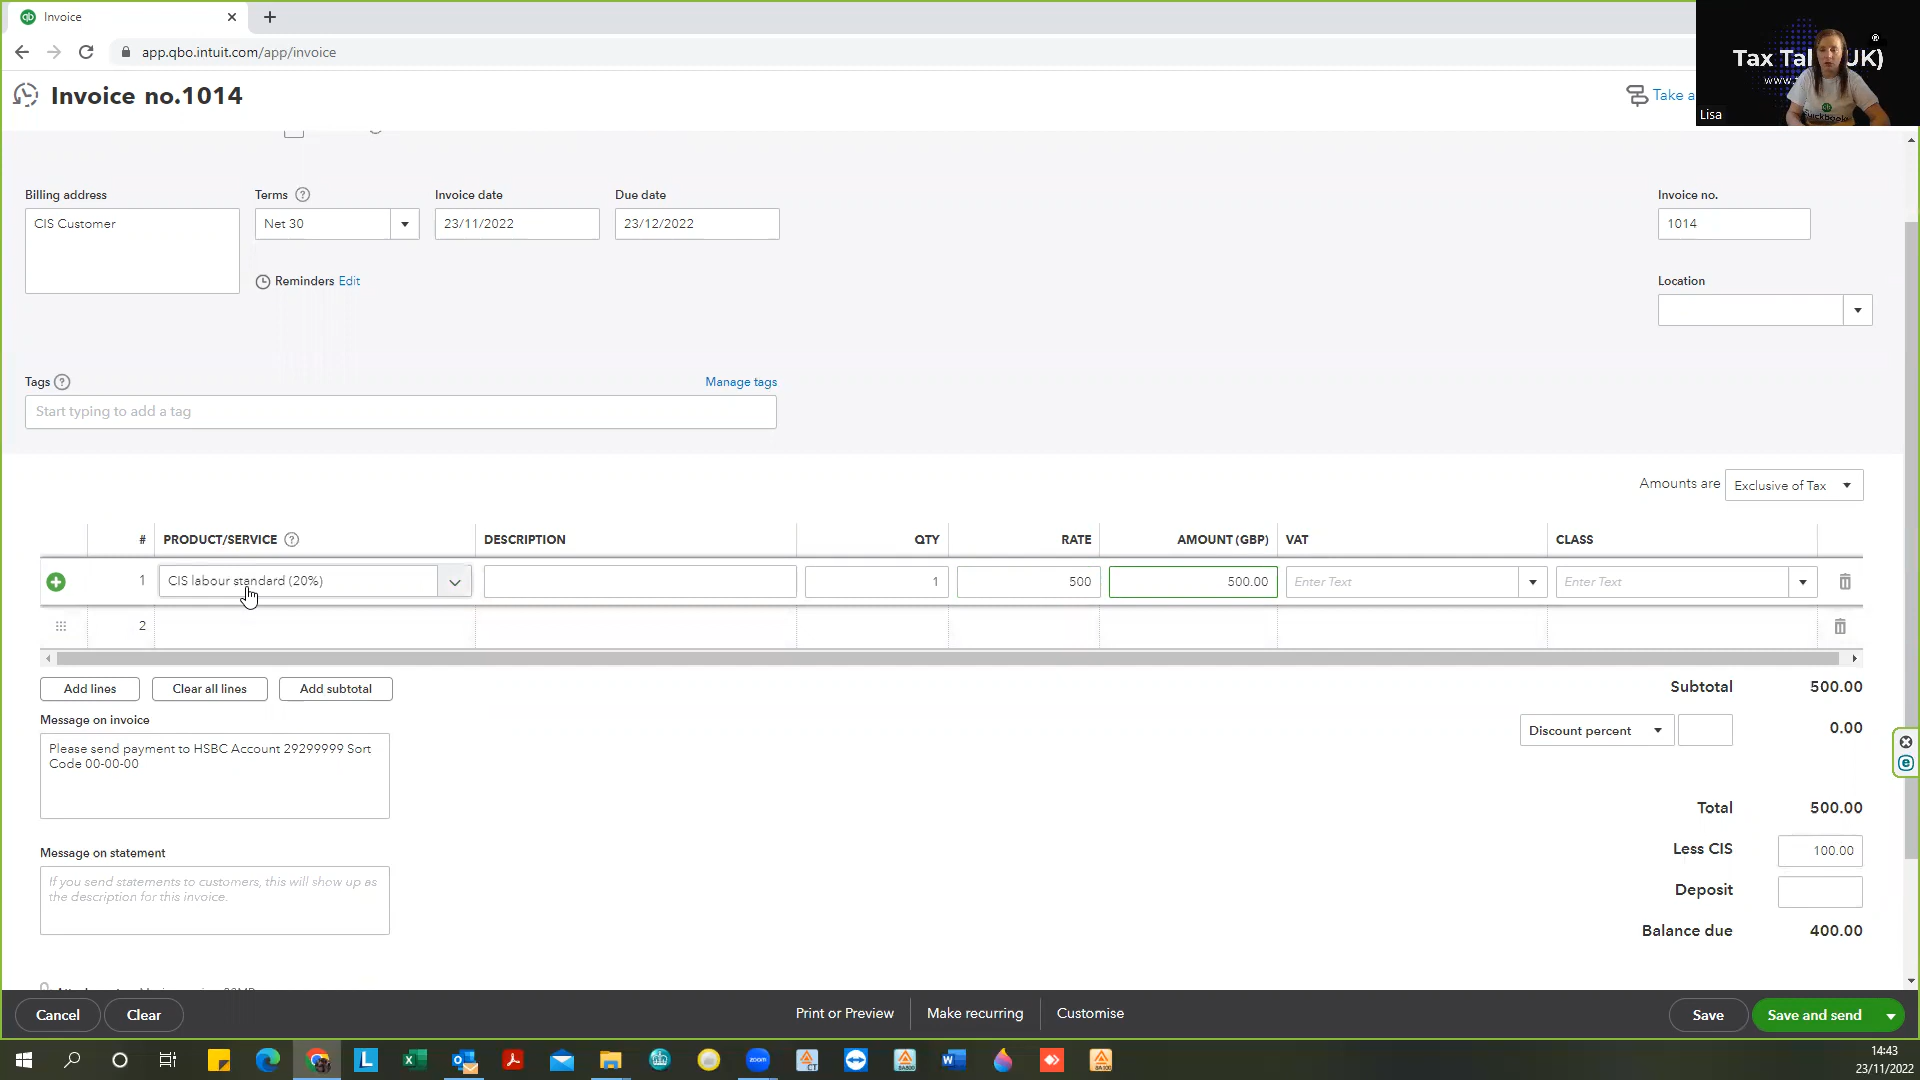 Invoice
app.qbo.intuit.com/app/invoice
Tax Tal UK) ®
www.
Lisa
Invoice no.1014
Take a
Billing address
Terms
Invoice date
Due date
Invoice no.
CIS Customer
Net 30
23/11/2022
23/12/2022
1014
Reminders Edit
Location
Tags
Manage tags
Start typing to add a tag
Amounts are Exclusive of Tax
# PRODUCT/SERVICE DESCRIPTION QTY RATE AMOUNT (GBP) VAT CLASS
1 CIS labour standard (20%) 1 500 500.00 Enter Text Enter Text
2
Add lines Clear all lines Add subtotal
Subtotal 500.00
Message on invoice
Please send payment to HSBC Account 29299999 Sort
Code 00-00-00
Discount percent 0.00
Total 500.00
Less CIS 100.00
Message on statement
If you send statements to customers, this will show up as
the description for this invoice.
Deposit
Balance due 400.00
Cancel Clear Print or Preview Make recurring Customise Save Save and send
14:43
23/11/2022